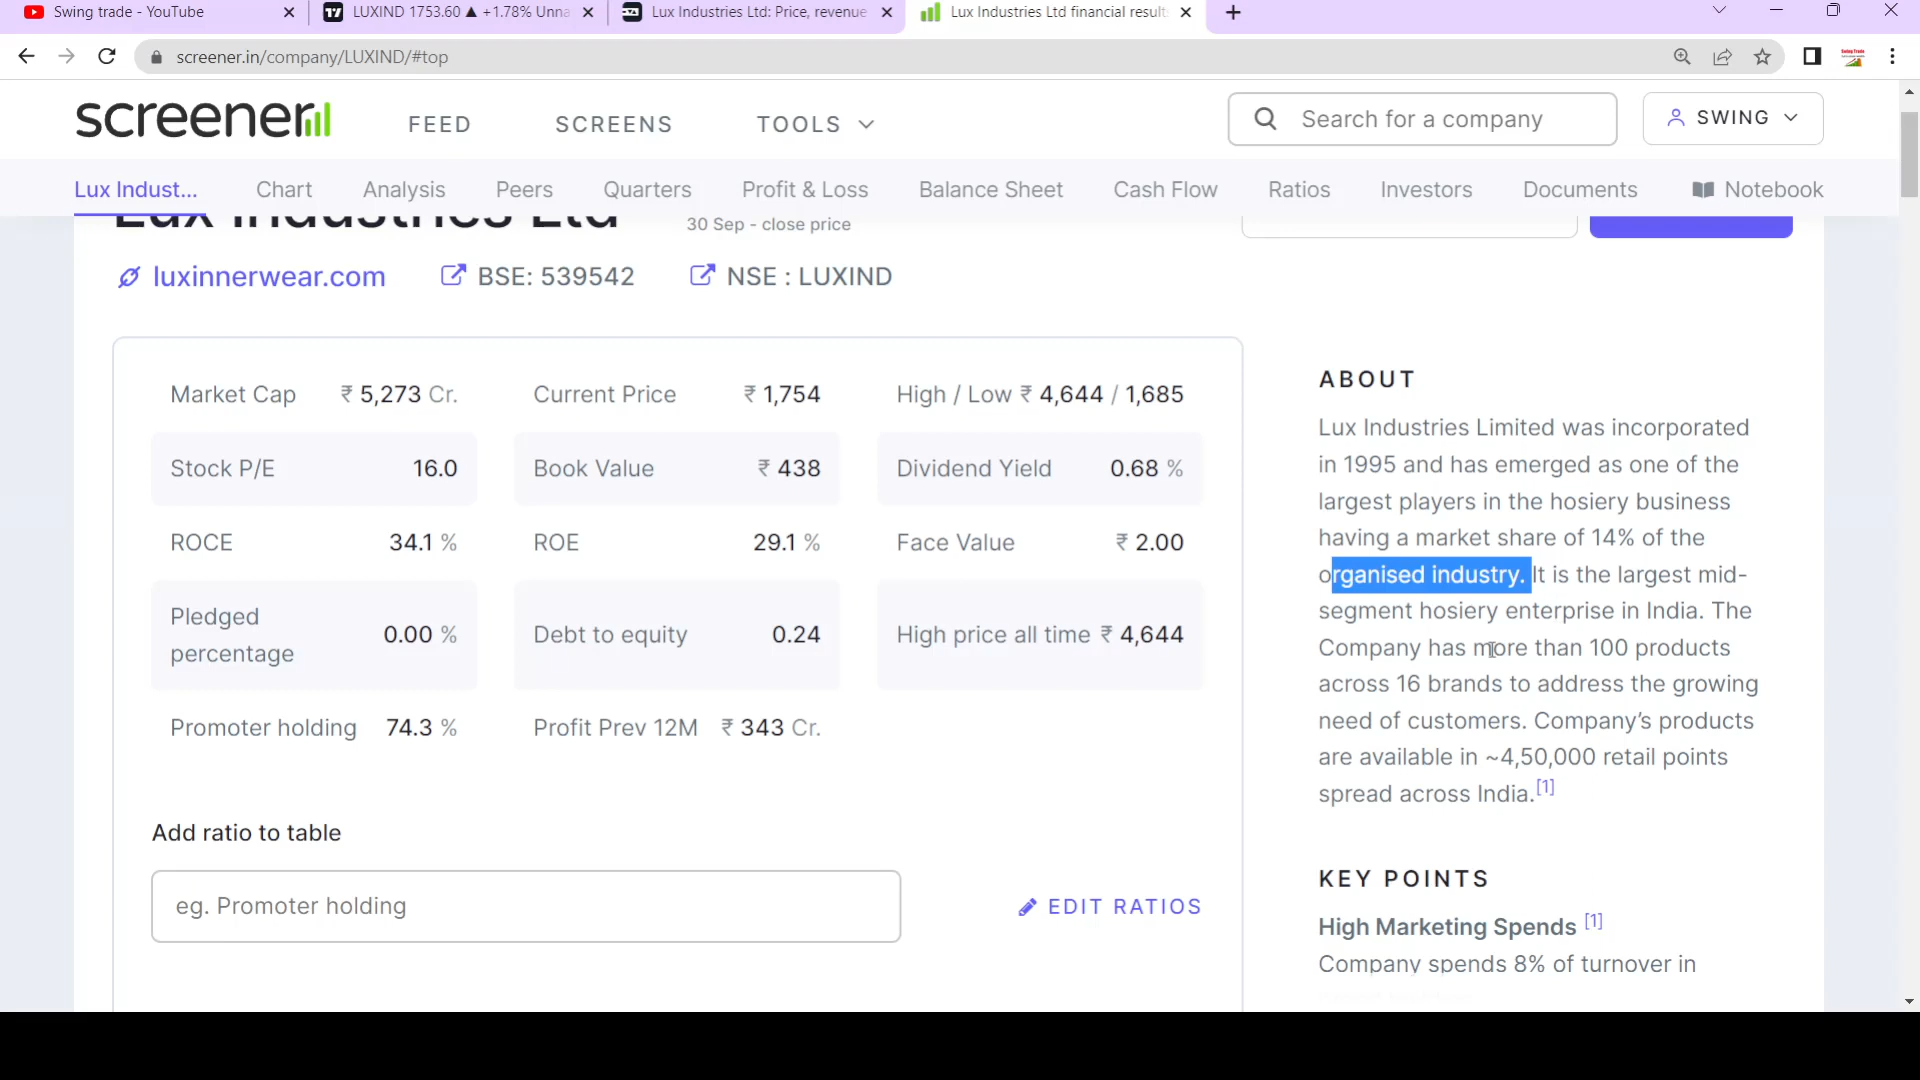 Swing trade - YouTube
LUXIND 1753.60 ▲ +1.78% Unna
Lux Industries Ltd: Price, revenue
Lux Industries Ltd financial result
screener.in/company/LUXIND/#top
screener
FEED
SCREENS
TOOLS
Search for a company
SWING
Lux Indust...
Chart
Analysis
Peers
Quarters
Profit & Loss
Balance Sheet
Cash Flow
Ratios
Investors
Documents
Notebook
Lux Industries Ltd
30 Sep - close price
luxinnerwear.com
BSE: 539542
NSE : LUXIND
Market Cap ₹ 5,273 Cr.
Current Price ₹ 1,754
High / Low ₹ 4,644 / 1,685
Stock P/E 16.0
Book Value ₹ 438
Dividend Yield 0.68 %
ROCE 34.1 %
ROE 29.1 %
Face Value ₹ 2.00
Pledged
percentage 0.00 %
Debt to equity 0.24
High price all time ₹ 4,644
Promoter holding 74.3 %
Profit Prev 12M ₹ 343 Cr.
Add ratio to table
eg. Promoter holding
EDIT RATIOS
ABOUT
Lux Industries Limited was incorporated
in 1995 and has emerged as one of the
largest players in the hosiery business
having a market share of 14% of the
organised industry. It is the largest mid-
segment hosiery enterprise in India. The
Company has more than 100 products
across 16 brands to address the growing
need of customers. Company's products
are available in ~4,50,000 retail points
spread across India.[1]
KEY POINTS
High Marketing Spends [1]
Company spends 8% of turnover in